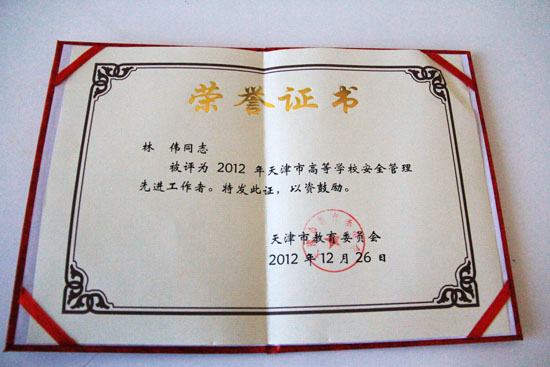 荣誉证书
林 伟同志
被评为 2012 年天津市高等学校安全管理
先进工作者。特发此证，以资鼓励。
天津市教育委员会
2012 年 12 月 26 日